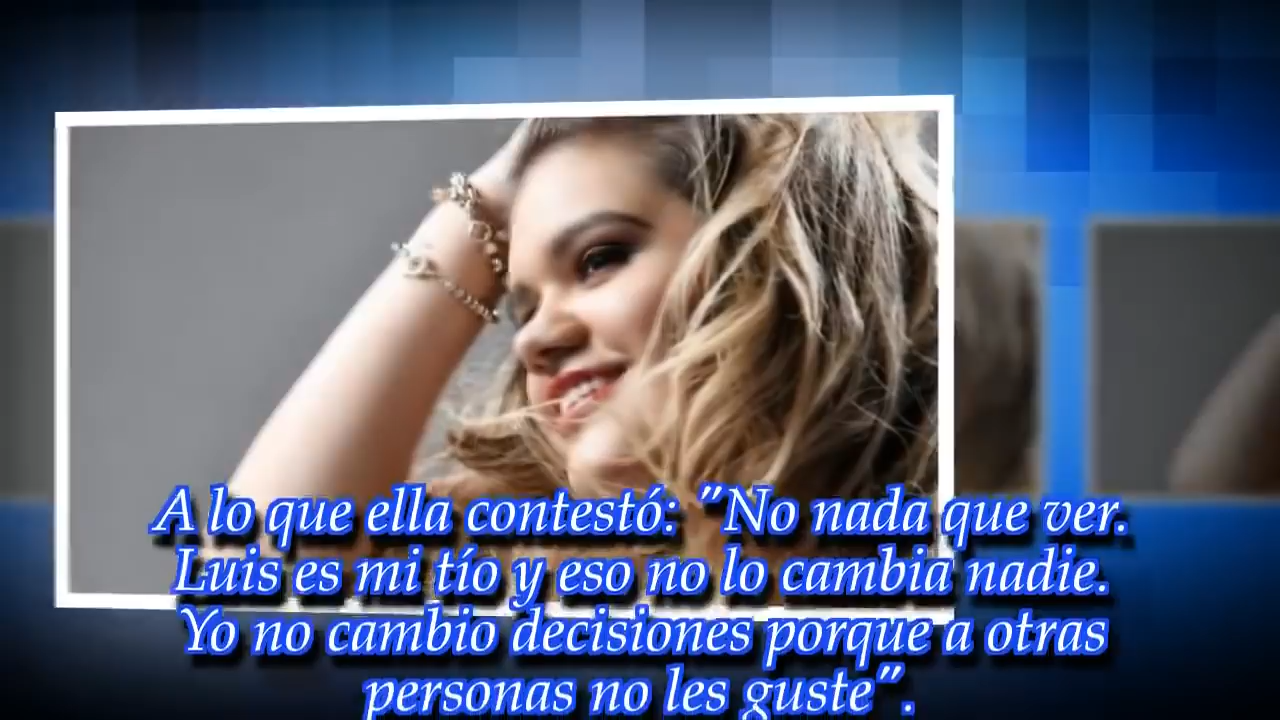 A lo que ella contestó: "No nada que ver.
Luis es mi tío y eso no lo cambia nadie.
Yo no cambio decisiones porque a otras
personas no les guste".